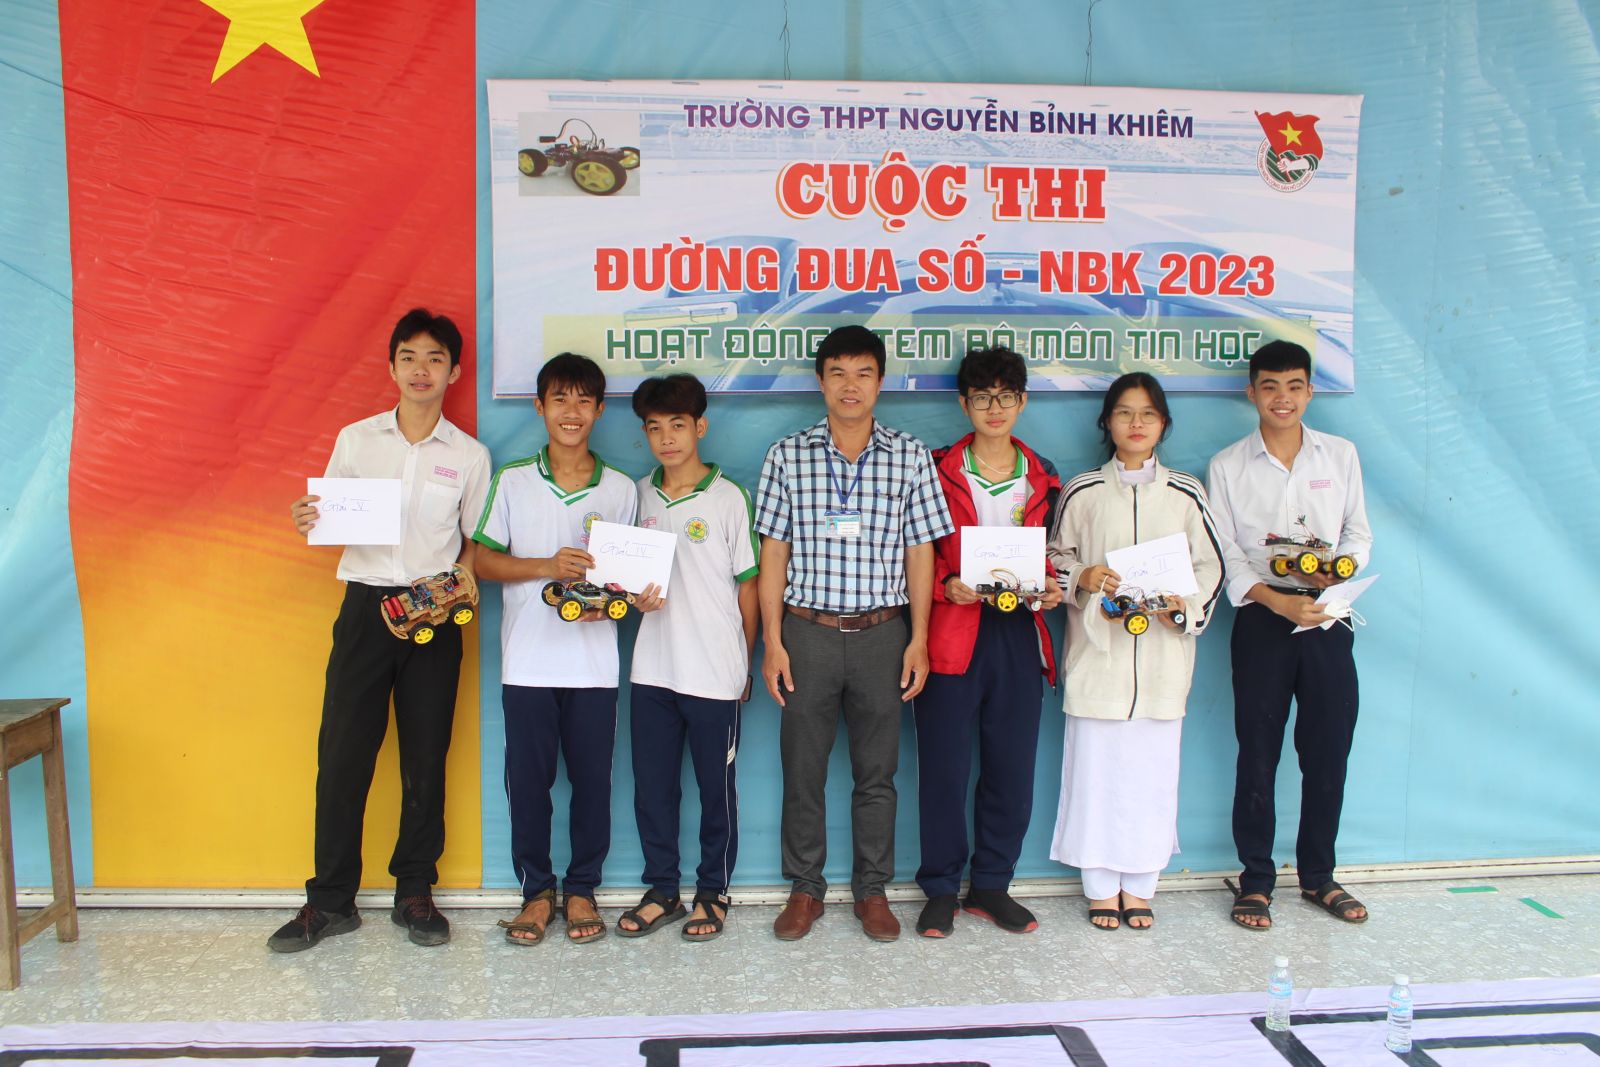 TRƯỜNG THPT NGUYỄN BỈNH KHIÊM
CUỘC THI
ĐƯỜNG ĐUA SỐ - NBK 2023
HOẠT ĐỘNG STEM BỘ MÔN TIN HỌC
Giải V
Giải IV
Giải III
Giải II